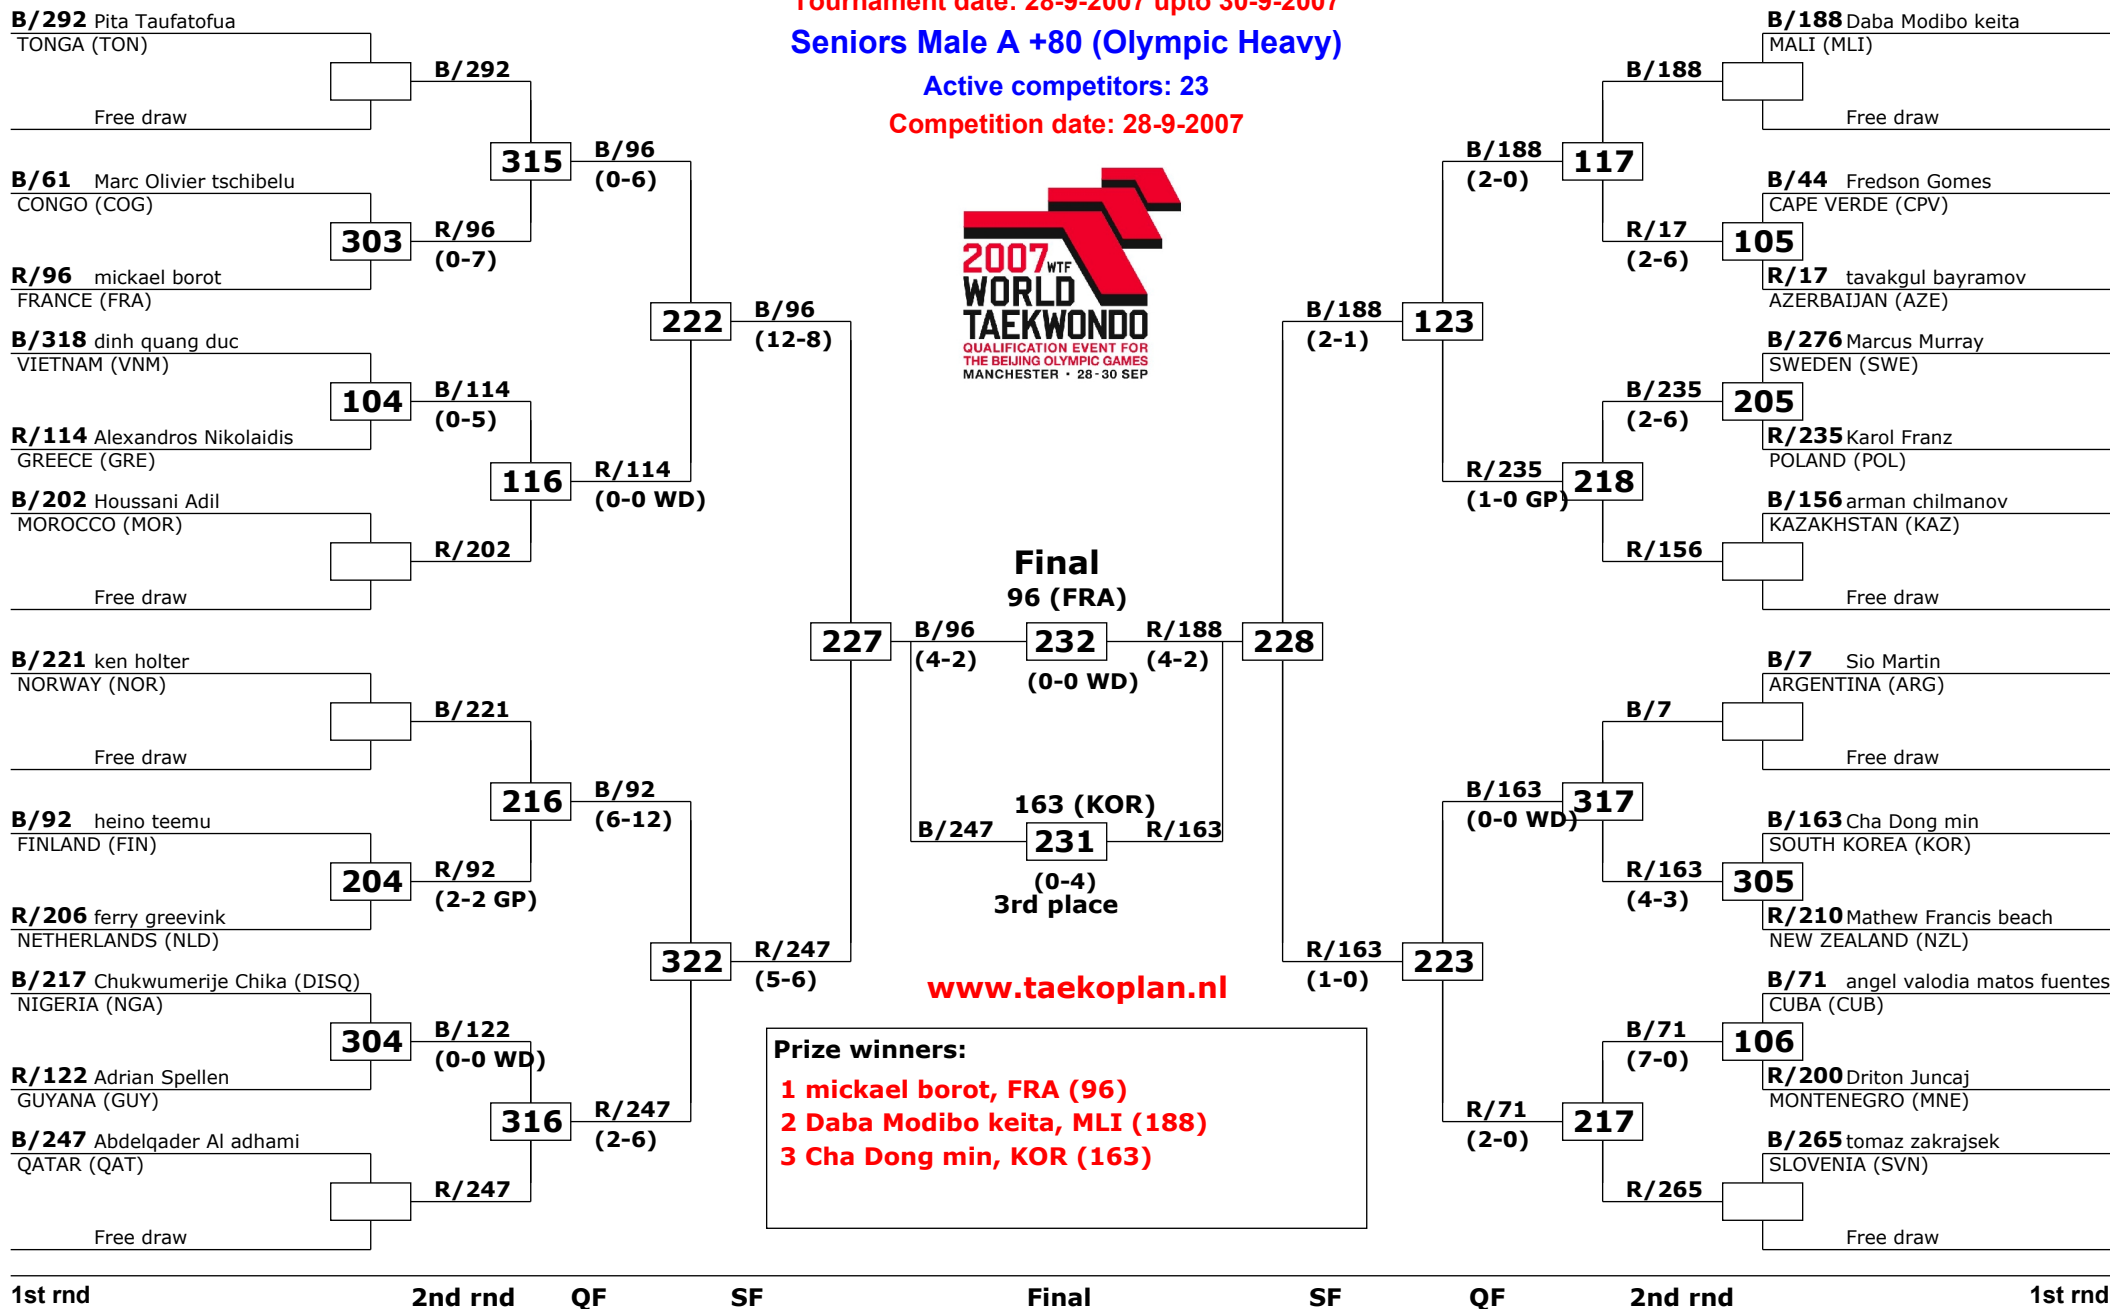 Tournament date: 28-9-2007 upto 30-9-2007
Seniors Male A +80 (Olympic Heavy)
Active competitors: 23
Competition date: 28-9-2007
2007 WTF
WORLD
TAEKWONDO
QUALIFICATION EVENT FOR
THE BEIJING OLYMPIC GAMES
MANCHESTER • 28-30 SEP
B/292 Pita Taufatofua
TONGA (TON)
Free draw
B/61 Marc Olivier tschibelu
CONGO (COG)
303
R/96 mickael borot
FRANCE (FRA)
B/318 dinh quang duc
VIETNAM (VNM)
104
R/114 Alexandros Nikolaidis
GREECE (GRE)
B/202 Houssani Adil
MOROCCO (MOR)
Free draw
B/221 ken holter
NORWAY (NOR)
Free draw
B/92 heino teemu
FINLAND (FIN)
204
R/206 ferry greevink
NETHERLANDS (NLD)
B/217 Chukwumerije Chika (DISQ)
NIGERIA (NGA)
304
R/122 Adrian Spellen
GUYANA (GUY)
B/247 Abdelqader Al adhami
QATAR (QAT)
Free draw
B/292
315
R/96
(0-7)
B/114
(0-5)
116
R/202
B/221
216
R/92
(2-2 GP)
B/122
(0-0 WD)
316
R/247
B/96
(0-6)
222
R/114
(0-0 WD)
B/92
(6-12)
322
R/247
(2-6)
B/96
(12-8)
227
R/247
(5-6)
Final
96 (FRA)
B/96
(4-2)
232
R/188
(4-2)
(0-0 WD)
163 (KOR)
B/247
231
R/163
(0-4)
3rd place
www.taekoplan.nl
Prize winners:
1 mickael borot, FRA (96)
2 Daba Modibo keita, MLI (188)
3 Cha Dong min, KOR (163)
B/188
(2-1)
228
R/163
(1-0)
B/188
(2-0)
123
R/235
(1-0 GP)
B/163
(0-0 WD)
223
R/71
(2-0)
B/188
117
R/17
(2-6)
B/235
(2-6)
218
R/156
B/7
317
R/163
(4-3)
B/71
(7-0)
217
R/265
B/188 Daba Modibo keita
MALI (MLI)
Free draw
B/44 Fredson Gomes
CAPE VERDE (CPV)
105
R/17 tavakgul bayramov
AZERBAIJAN (AZE)
B/276 Marcus Murray
SWEDEN (SWE)
205
R/235 Karol Franz
POLAND (POL)
B/156 arman chilmanov
KAZAKHSTAN (KAZ)
Free draw
B/7 Sio Martin
ARGENTINA (ARG)
Free draw
B/163 Cha Dong min
SOUTH KOREA (KOR)
305
R/210 Mathew Francis beach
NEW ZEALAND (NZL)
B/71 angel valodia matos fuentes
CUBA (CUB)
106
R/200 Driton Juncaj
MONTENEGRO (MNE)
B/265 tomaz zakrajsek
SLOVENIA (SVN)
Free draw
1st rnd 2nd rnd QF SF Final SF QF 2nd rnd 1st rnd